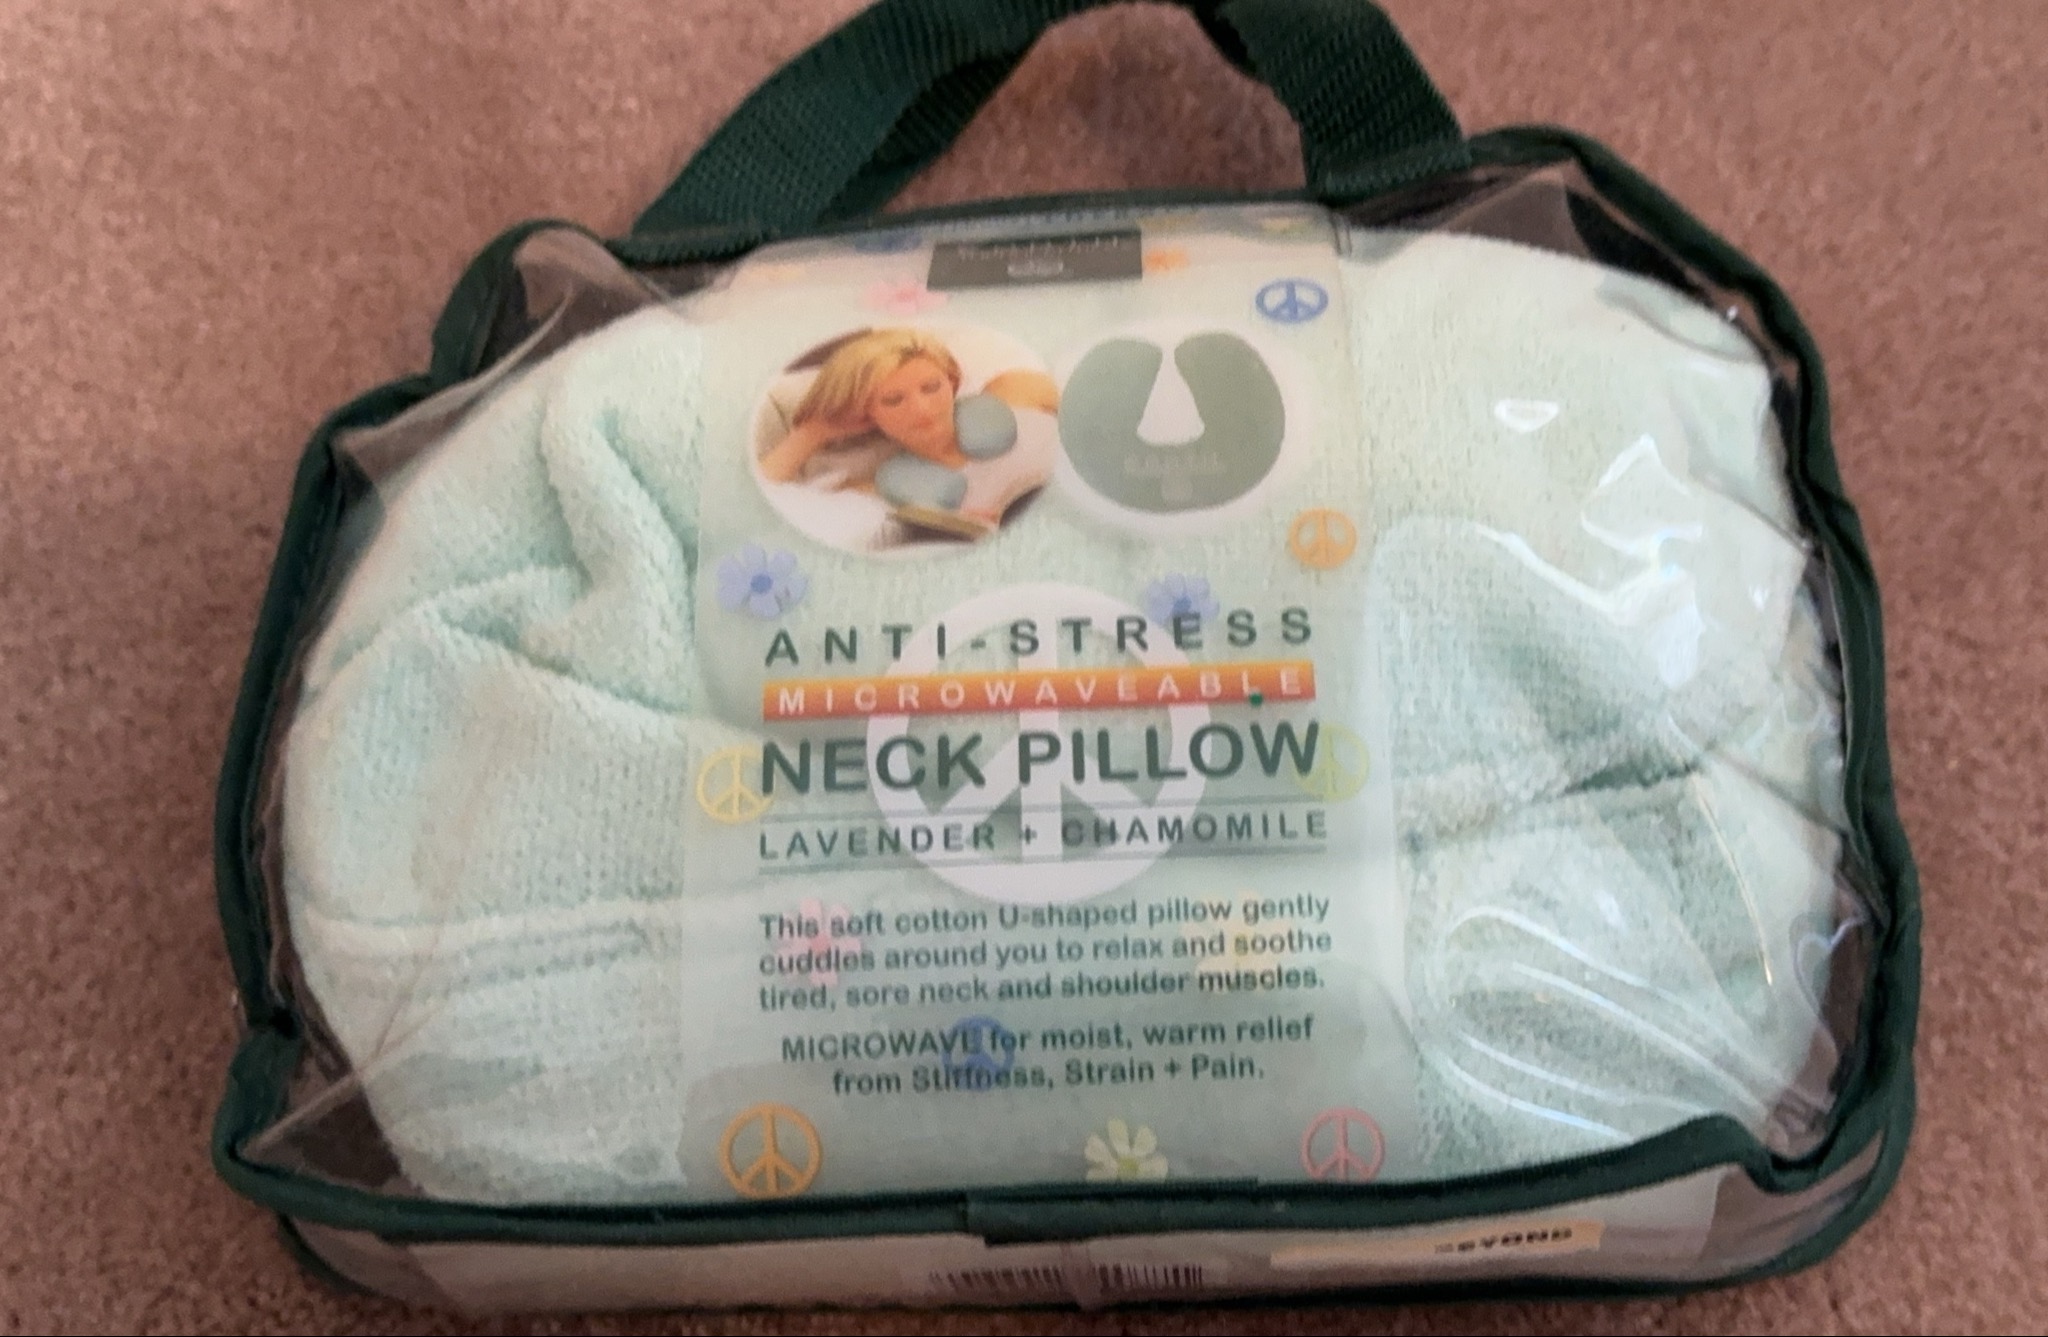 ANTI-STRESS
MICROWAVEABLE
NECK PILLOW
LAVENDER + CHAMOMILE
This soft cotton U-shaped pillow gently
cuddles around you to relax and soothe
tired, sore neck and shoulder muscles.
MICROWAVE for moist, warm relief
from Stiffness, Strain + Pain.
BEYOND